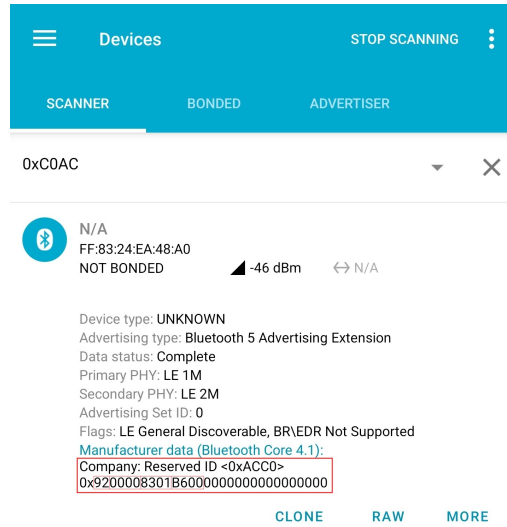 Devices STOP SCANNING
SCANNER BONDED ADVERTISER
0xC0AC
N/A
FF:83:24:EA:48:A0
NOT BONDED -46 dBm N/A
Device type: UNKNOWN
Advertising type: Bluetooth 5 Advertising Extension
Data status: Complete
Primary PHY: LE 1M
Secondary PHY: LE 2M
Advertising Set ID: 0
Flags: LE General Discoverable, BR\EDR Not Supported
Manufacturer data (Bluetooth Core 4.1):
Company: Reserved ID <0xACC0>
0x9200008301B6000000000000000000
CLONE RAW MORE